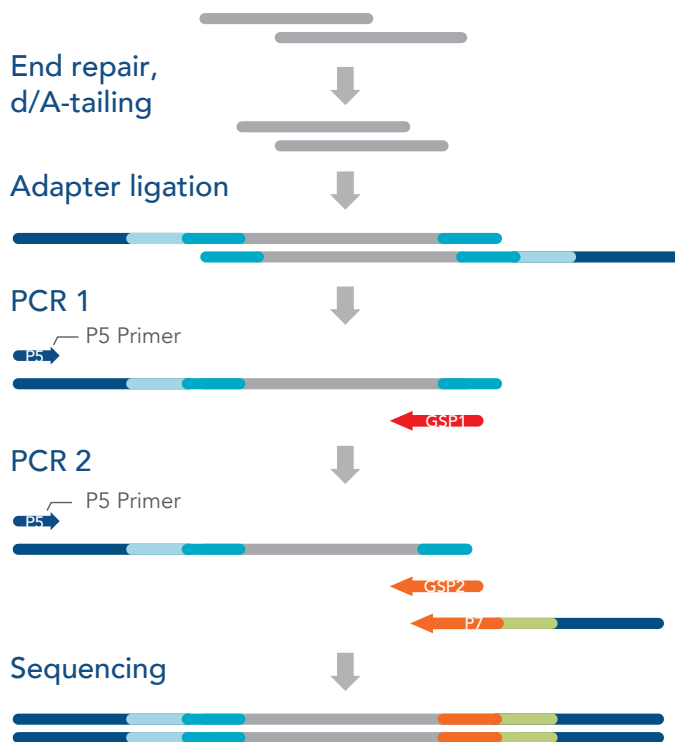 End repair,
d/A-tailing
Adapter ligation
PCR 1
P5 Primer
P5
GSP1
PCR 2
P5 Primer
P5
GSP2
P7
Sequencing